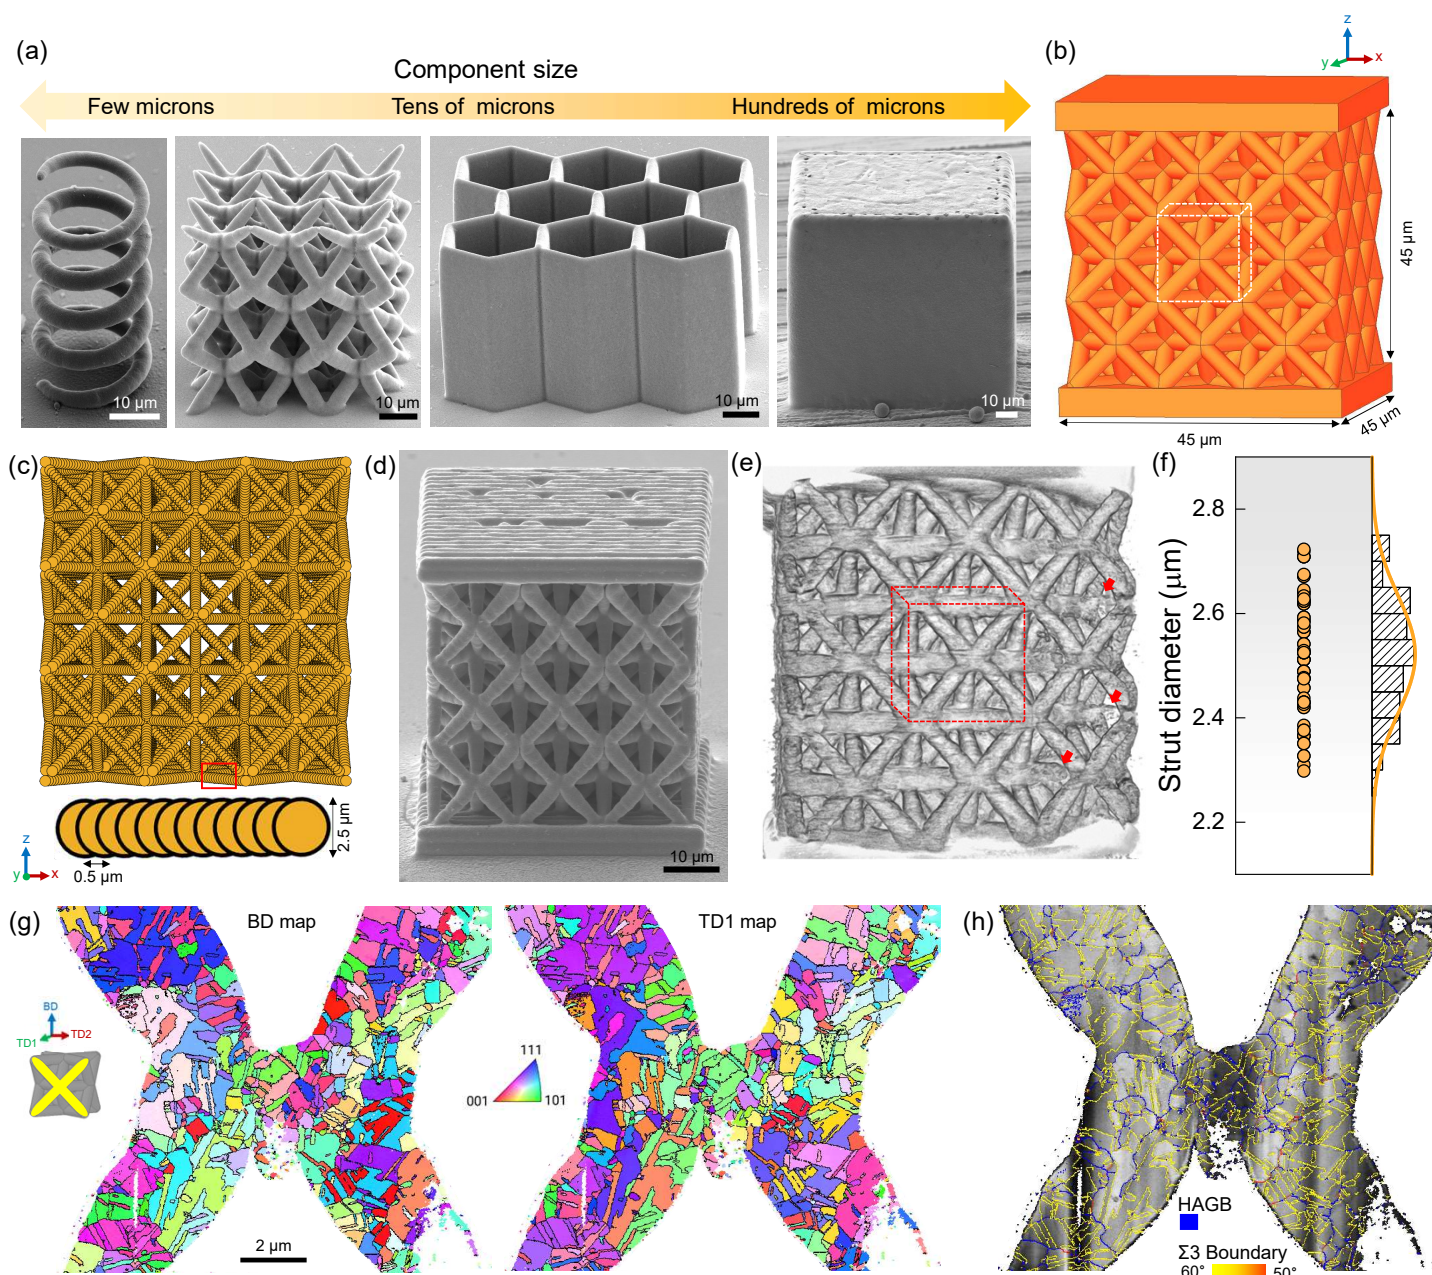 (a)
Component size
Few microns
Tens of microns
Hundreds of microns
10 µm
10 µm
10 µm
10 µm
(b)
z
y
x
45 µm
45 µm
45 µm
(c)
2.5 µm
0.5 µm
z
y
x
(d)
10 µm
(e)
(f)
Strut diameter (µm)
2.8
2.6
2.4
2.2
(g)
BD map
TD1 map
BD
TD1
TD2
111
001
101
2 µm
(h)
HAGB
Σ3 Boundary
60°
50°